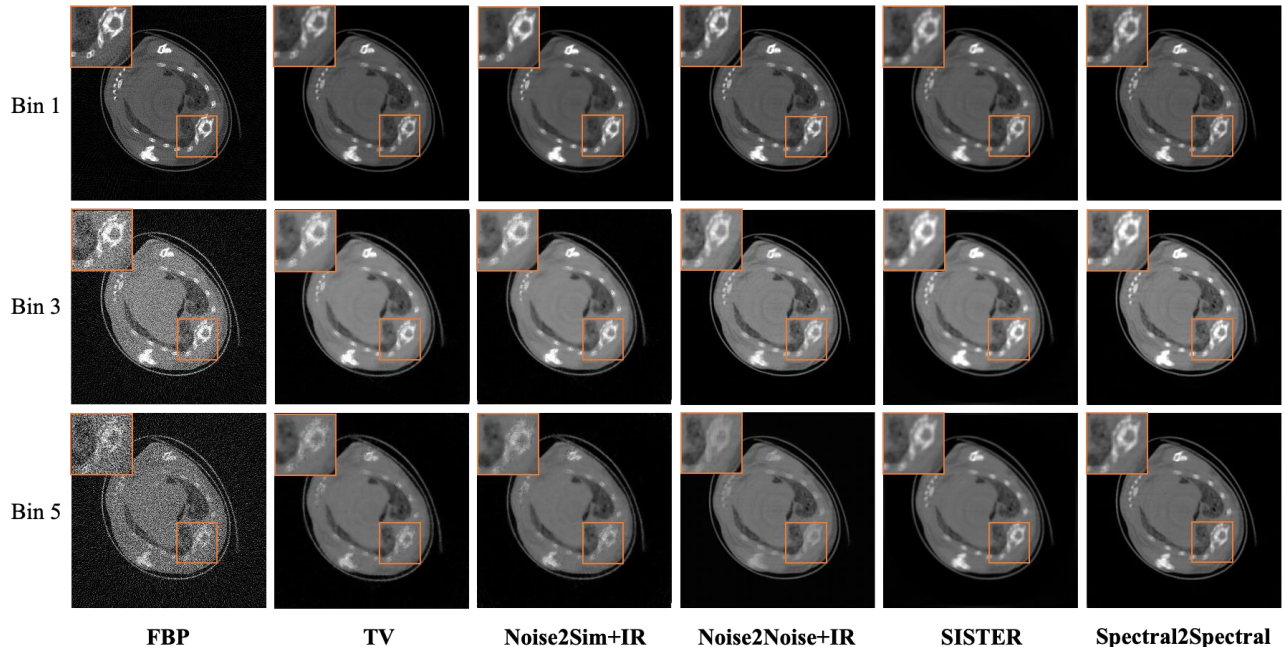 Bin 1
Bin 3
Bin 5
FBP TV Noise2Sim+IR Noise2Noise+IR SISTER Spectral2Spectral